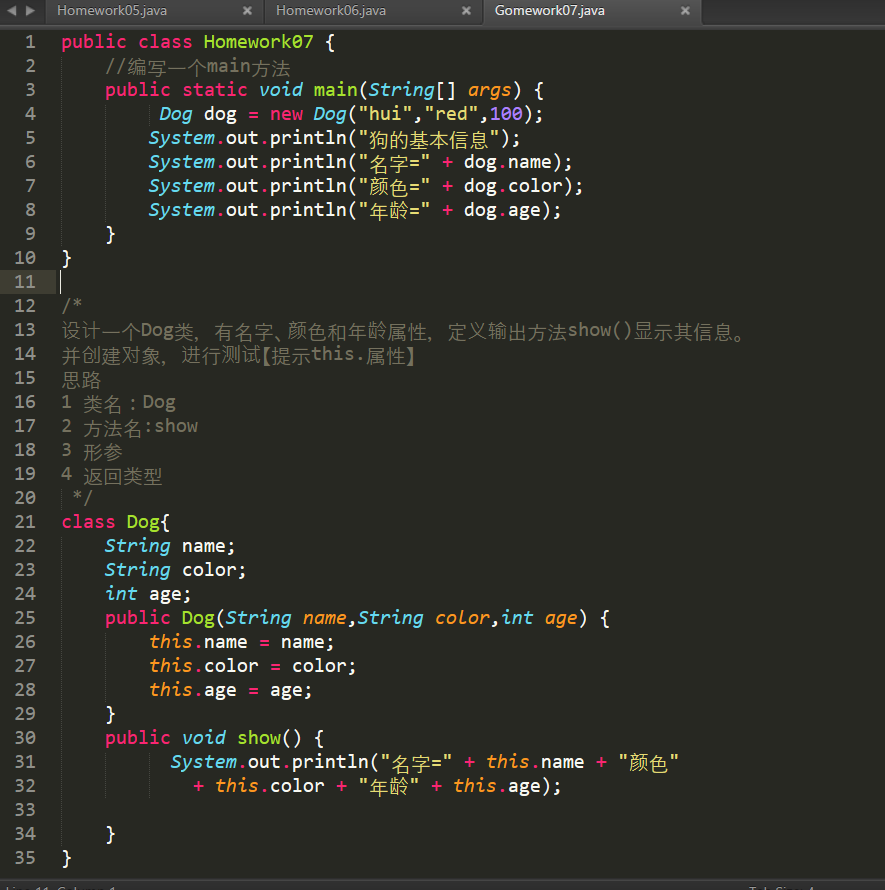 Homework05.java × Homework06.java × Gomework07.java ×
1 public class Homework07 {
2 //编写一个main方法
3 public static void main(String[] args) {
4 Dog dog = new Dog("hui","red",100);
5 System.out.println("狗的基本信息");
6 System.out.println("名字=" + dog.name);
7 System.out.println("颜色=" + dog.color);
8 System.out.println("年龄=" + dog.age);
9 }
10 }
11
12 /*
13 设计一个Dog类，有名字、颜色和年龄属性，定义输出方法show()显示其信息。
14 并创建对象，进行测试【提示this.属性】
15 思路
16 1 类名：Dog
17 2 方法名:show
18 3 形参
19 4 返回类型
20 */
21 class Dog{
22 String name;
23 String color;
24 int age;
25 public Dog(String name,String color,int age) {
26 this.name = name;
27 this.color = color;
28 this.age = age;
29 }
30 public void show() {
31 System.out.println("名字=" + this.name + "颜色"
32 + this.color + "年龄" + this.age);
33
34 }
35 }